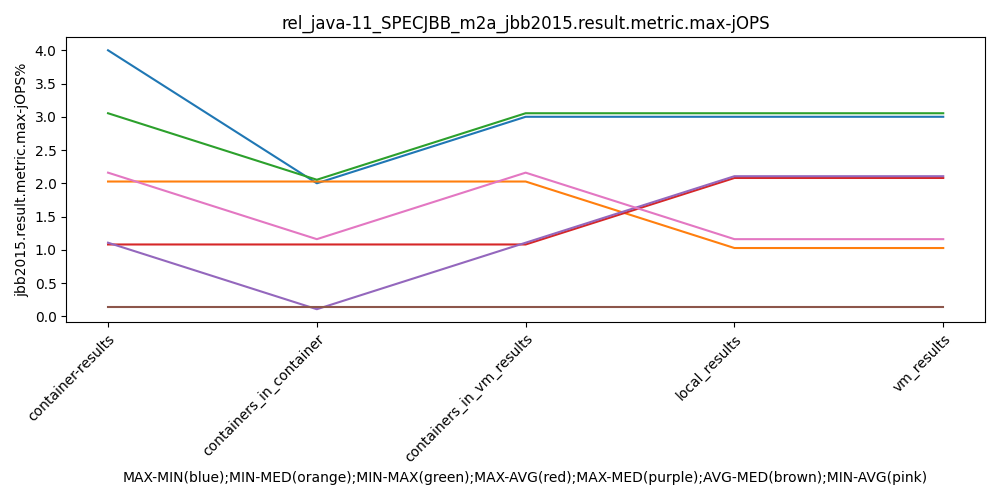 rel_java-11_SPECJBB_m2a_jbb2015.result.metric.max-jOPS
jbb2015.result.metric.max-jOPS%
4.0
3.5
3.0
2.5
2.0
1.5
1.0
0.5
0.0
container-results
containers_in_container
containers_in_vm_results
local_results
vm_results
MAX-MIN(blue);MIN-MED(orange);MIN-MAX(green);MAX-AVG(red);MAX-MED(purple);AVG-MED(brown);MIN-AVG(pink)